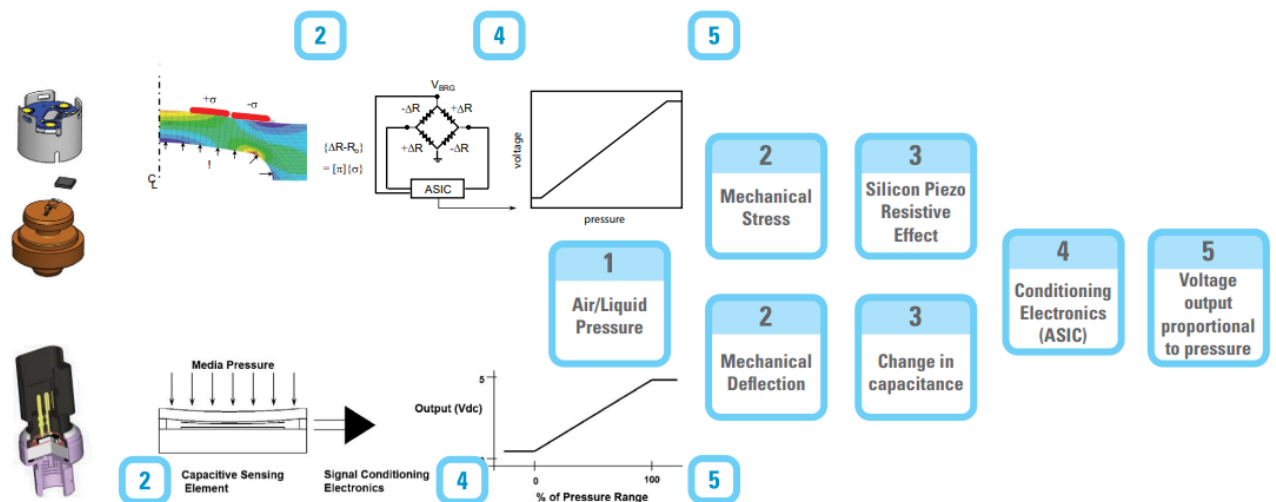 2
4
5
+σ
-σ
V_BRG
-ΔR
+ΔR
+ΔR
-ΔR
{ΔR-R₀}
= [π]{σ}
ASIC
voltage
pressure
℄
!
1
Air/Liquid
Pressure
2
Mechanical
Stress
3
Silicon Piezo
Resistive
Effect
2
Mechanical
Deflection
3
Change in
capacitance
4
Conditioning
Electronics
(ASIC)
5
Voltage
output
proportional
to pressure
Media Pressure
2
Capacitive Sensing
Element
Signal Conditioning
Electronics
4
5
Output (Vdc)
5
0
100
% of Pressure Range